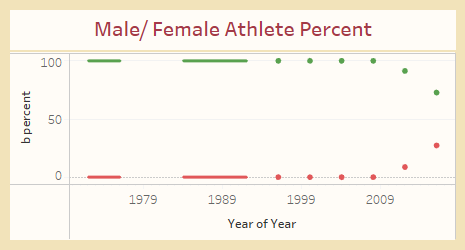 Male/ Female Athlete Percent
100
50
0
b percent
1979 1989 1999 2009
Year of Year